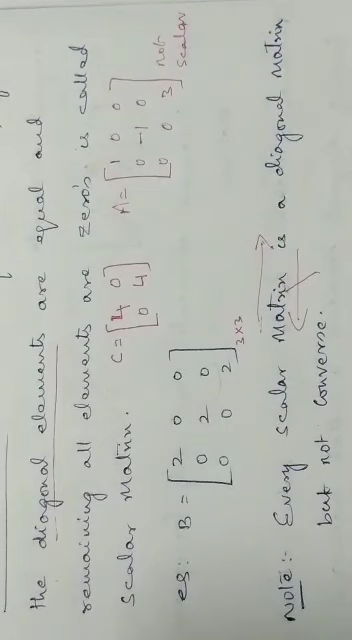 the diagonal elements are equal and
remaining all elements are zero's is called
Scalar Matrix. C = [4 0
0 4] A = [1 0 0
0 -1 0
0 0 3] not
scalar
eg: B = [2 0 0
0 2 0
0 0 2] 3×3
Note:- Every Scalar Matrix is a diagonal matrix
but not converse.